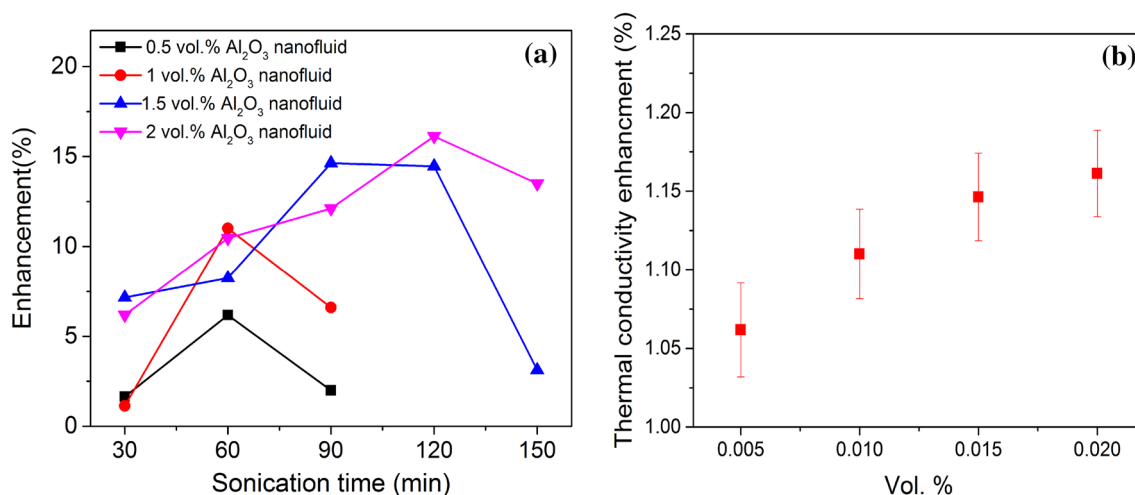 (a)
0.5 vol.% Al₂O₃ nanofluid
1 vol.% Al₂O₃ nanofluid
1.5 vol.% Al₂O₃ nanofluid
2 vol.% Al₂O₃ nanofluid
Enhancement(%)
20
15
10
5
0
30 60 90 120 150
Sonication time (min)
(b)
Thermal conductivity enhancment (%)
1.25
1.20
1.15
1.10
1.05
1.00
0.005 0.010 0.015 0.020
Vol. %